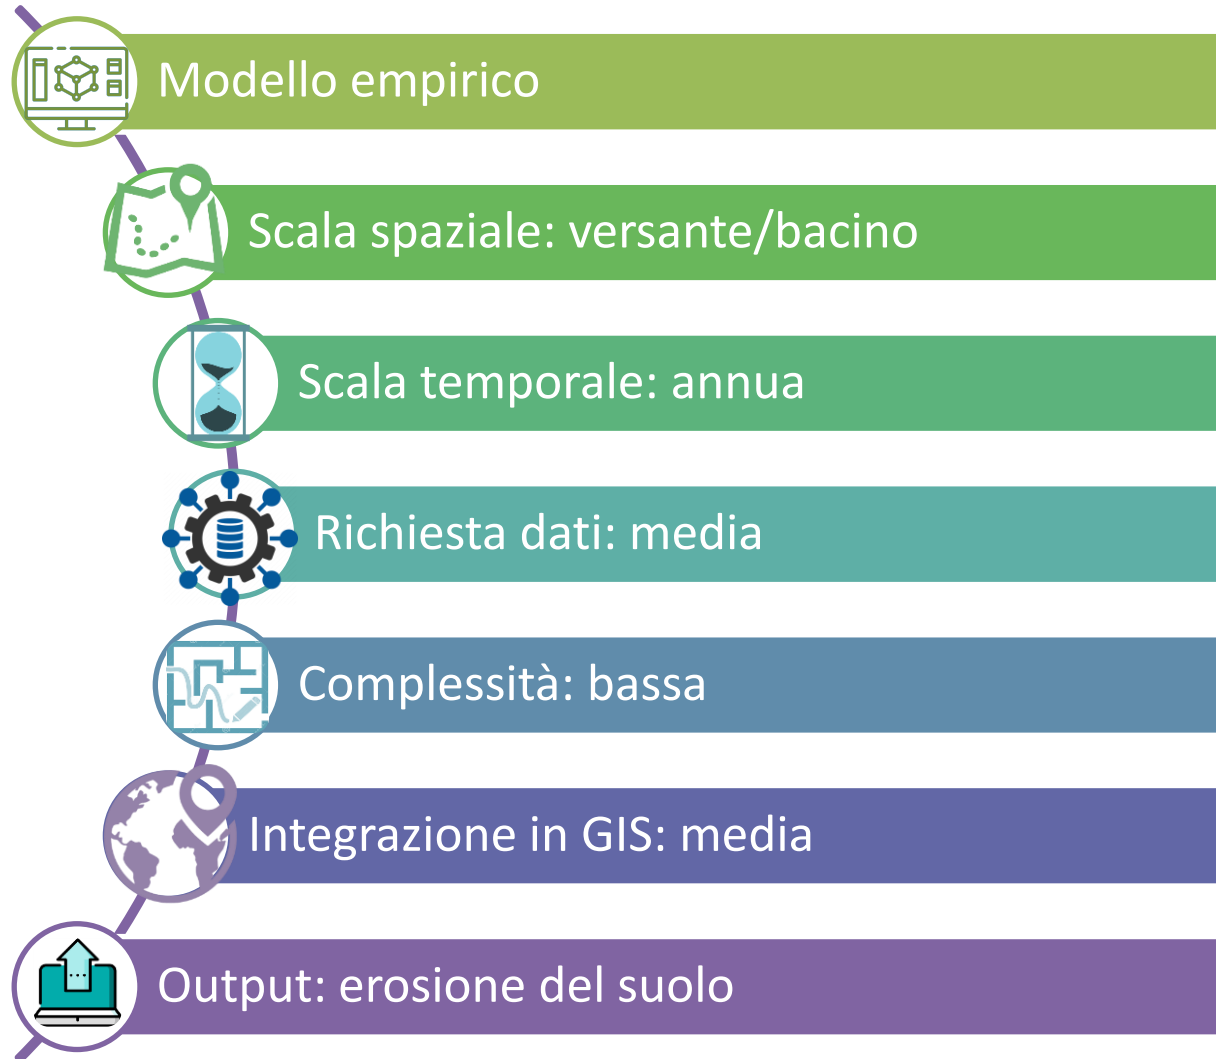 Modello empirico
Scala spaziale: versante/bacino
Scala temporale: annua
Richiesta dati: media
Complessità: bassa
Integrazione in GIS: media
Output: erosione del suolo